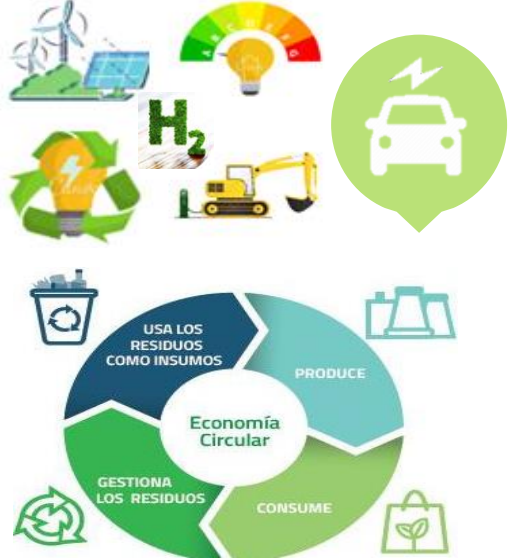 A B C D E F G
H2
USA LOS
RESIDUOS
COMO INSUMOS
PRODUCE
Economía
Circular
GESTIONA
LOS RESIDUOS
CONSUME